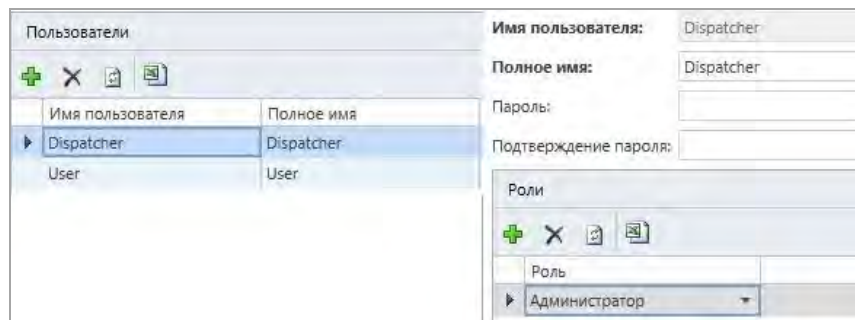 Пользователи
Имя пользователя Полное имя
Dispatcher Dispatcher
User User
Имя пользователя: Dispatcher
Полное имя: Dispatcher
Пароль:
Подтверждение пароля:
Роли
Роль
Администратор